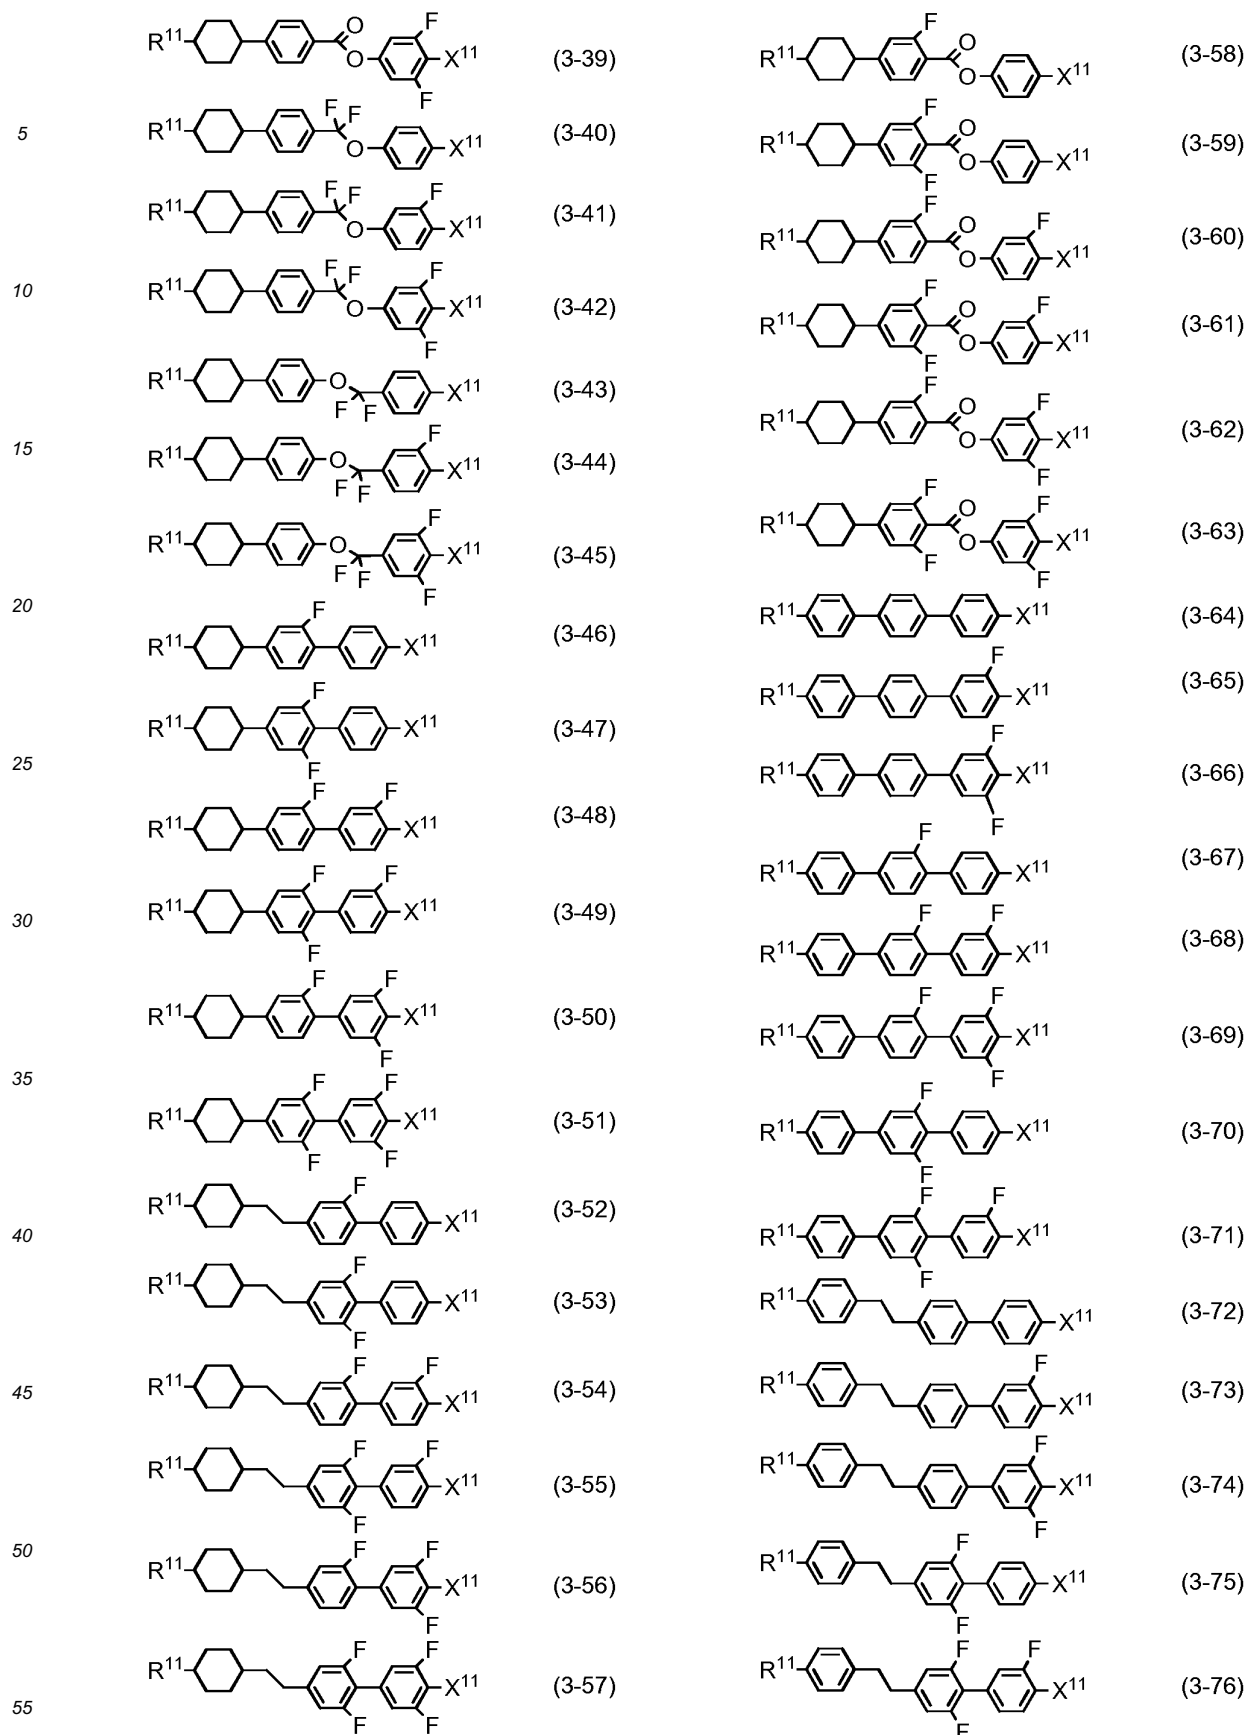 R¹¹ O O F X¹¹ F (3-39)
5
R¹¹ F F O X¹¹ (3-40)
R¹¹ F F O F X¹¹ (3-41)
10
R¹¹ F F O F X¹¹ F (3-42)
R¹¹ O F F X¹¹ (3-43)
15
R¹¹ O F F F X¹¹ (3-44)
R¹¹ O F F F X¹¹ F (3-45)
20
R¹¹ F X¹¹ (3-46)
R¹¹ F F X¹¹ (3-47)
25
R¹¹ F F X¹¹ (3-48)
R¹¹ F F F X¹¹ (3-49)
30
R¹¹ F F X¹¹ F (3-50)
35
R¹¹ F F F X¹¹ F (3-51)
R¹¹ F X¹¹ (3-52)
40
R¹¹ F F X¹¹ (3-53)
45
R¹¹ F F X¹¹ (3-54)
R¹¹ F F F X¹¹ (3-55)
50
R¹¹ F F X¹¹ F (3-56)
R¹¹ F F F X¹¹ F (3-57)
55
R¹¹ F O O X¹¹ (3-58)
R¹¹ F F O O X¹¹ (3-59)
R¹¹ F O O F X¹¹ (3-60)
R¹¹ F F O O F X¹¹ (3-61)
R¹¹ F O O F X¹¹ F (3-62)
R¹¹ F F O O F X¹¹ F (3-63)
R¹¹ X¹¹ (3-64)
R¹¹ F X¹¹ (3-65)
R¹¹ F X¹¹ F (3-66)
R¹¹ F X¹¹ (3-67)
R¹¹ F F X¹¹ (3-68)
R¹¹ F F X¹¹ F (3-69)
R¹¹ F F X¹¹ (3-70)
R¹¹ F F F X¹¹ (3-71)
R¹¹ X¹¹ (3-72)
R¹¹ F X¹¹ (3-73)
R¹¹ F X¹¹ F (3-74)
R¹¹ F F X¹¹ (3-75)
R¹¹ F F F X¹¹ (3-76)